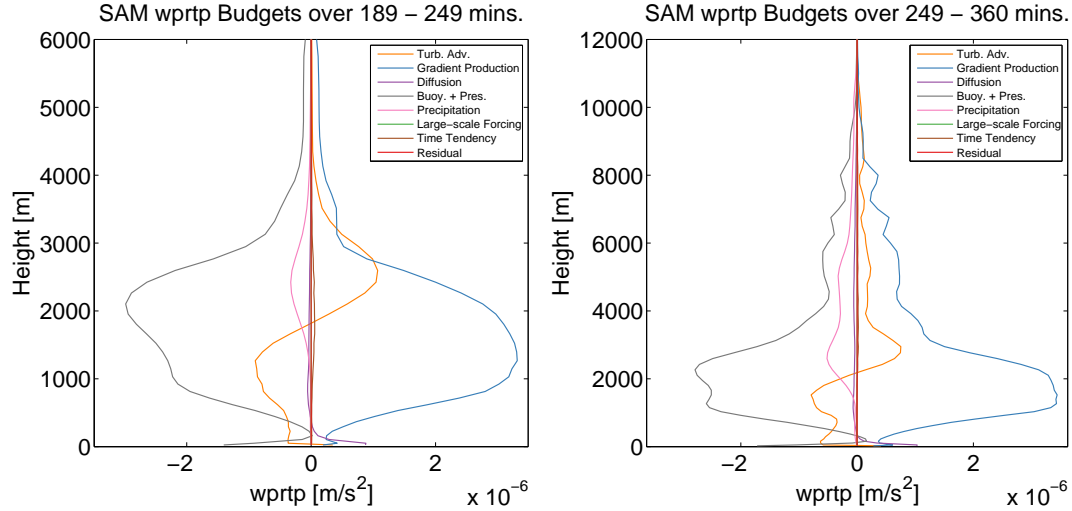 SAM wprtp Budgets over 189 − 249 mins.
6000
5000
4000
3000
2000
1000
0
Height [m]
Turb. Adv.
Gradient Production
Diffusion
Buoy. + Pres.
Precipitation
Large−scale Forcing
Time Tendency
Residual
−2
0
2
wprtp [m/s²]
x 10⁻⁶
SAM wprtp Budgets over 249 − 360 mins.
12000
10000
8000
6000
4000
2000
0
Height [m]
Turb. Adv.
Gradient Production
Diffusion
Buoy. + Pres.
Precipitation
Large−scale Forcing
Time Tendency
Residual
−2
0
2
wprtp [m/s²]
x 10⁻⁶